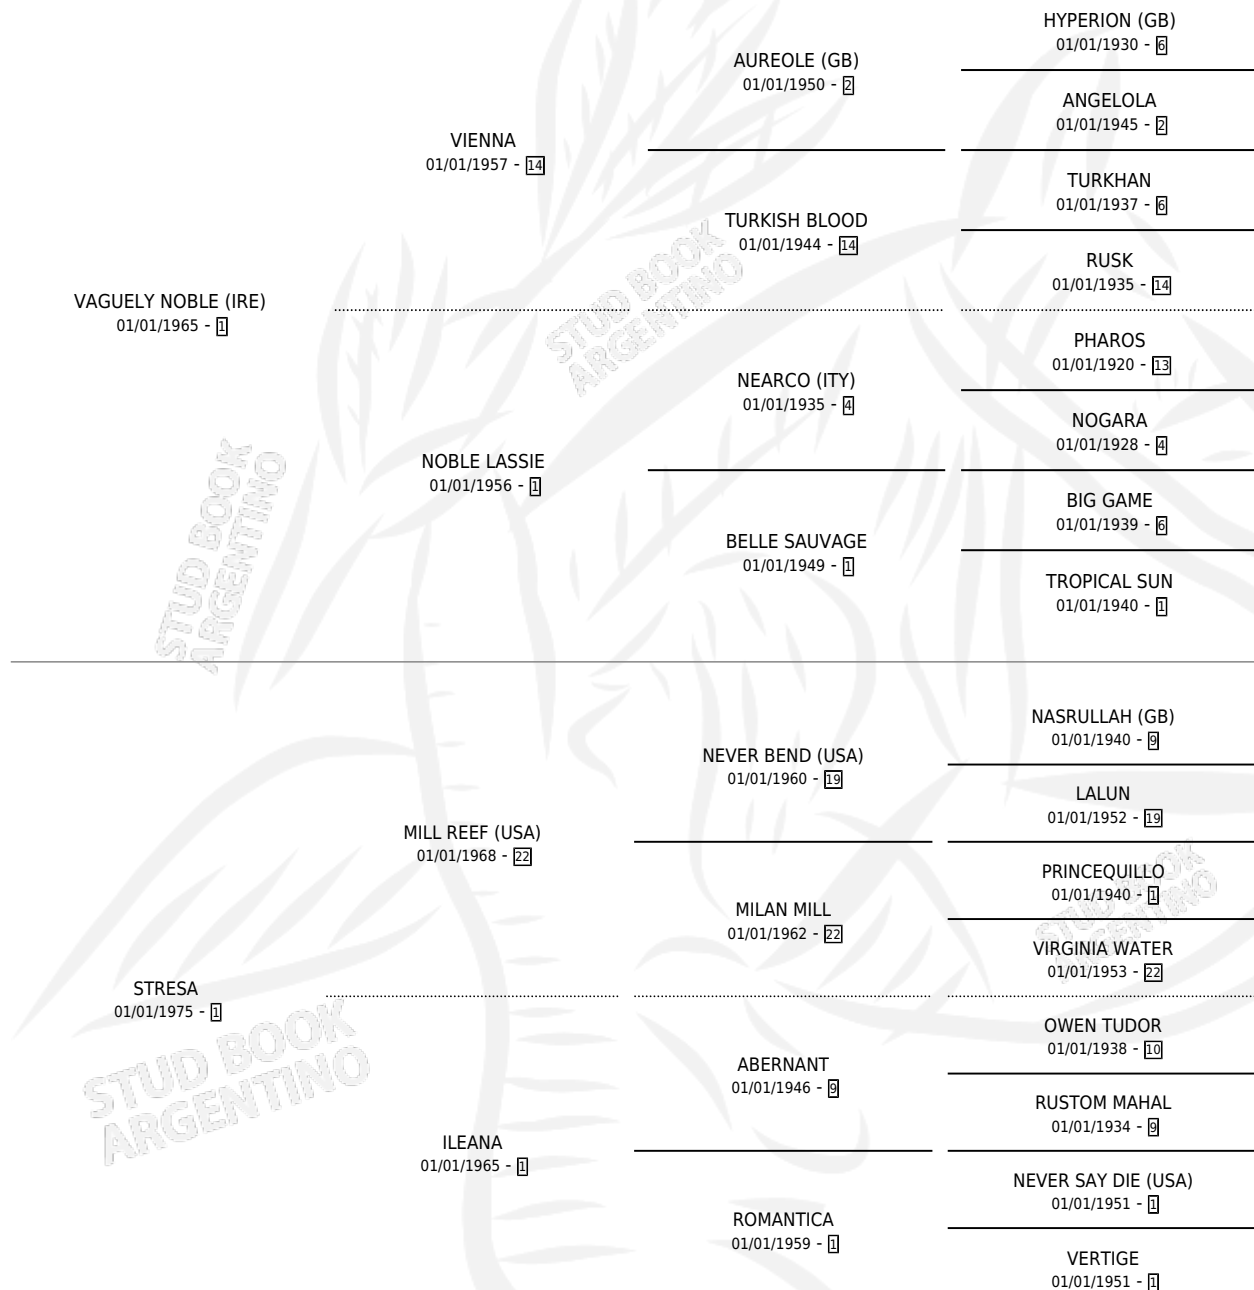 HYPERION (GB)
01/01/1930 - 6
AUREOLE (GB)
01/01/1950 - 2
ANGELOLA
01/01/1945 - 2
VIENNA
01/01/1957 - 14
TURKHAN
01/01/1937 - 6
TURKISH BLOOD
01/01/1944 - 14
RUSK
01/01/1935 - 14
VAGUELY NOBLE (IRE)
01/01/1965 - 1
PHAROS
01/01/1920 - 13
NEARCO (ITY)
01/01/1935 - 4
NOGARA
01/01/1928 - 4
NOBLE LASSIE
01/01/1956 - 1
BIG GAME
01/01/1939 - 6
BELLE SAUVAGE
01/01/1949 - 1
TROPICAL SUN
01/01/1940 - 1
STUD BOOK
ARGENTINO
STUD BOOK
ARGENTINO
NASRULLAH (GB)
01/01/1940 - 9
NEVER BEND (USA)
01/01/1960 - 19
LALUN
01/01/1952 - 19
MILL REEF (USA)
01/01/1968 - 22
PRINCEQUILLO
01/01/1940 - 1
MILAN MILL
01/01/1962 - 22
VIRGINIA WATER
01/01/1953 - 22
STUD BOOK
ARGENTINO
STRESA
01/01/1975 - 1
OWEN TUDOR
01/01/1938 - 10
ABERNANT
01/01/1946 - 9
RUSTOM MAHAL
01/01/1934 - 9
STUD BOOK
ARGENTINO
ILEANA
01/01/1965 - 1
NEVER SAY DIE (USA)
01/01/1951 - 1
ROMANTICA
01/01/1959 - 1
VERTIGE
01/01/1951 - 1